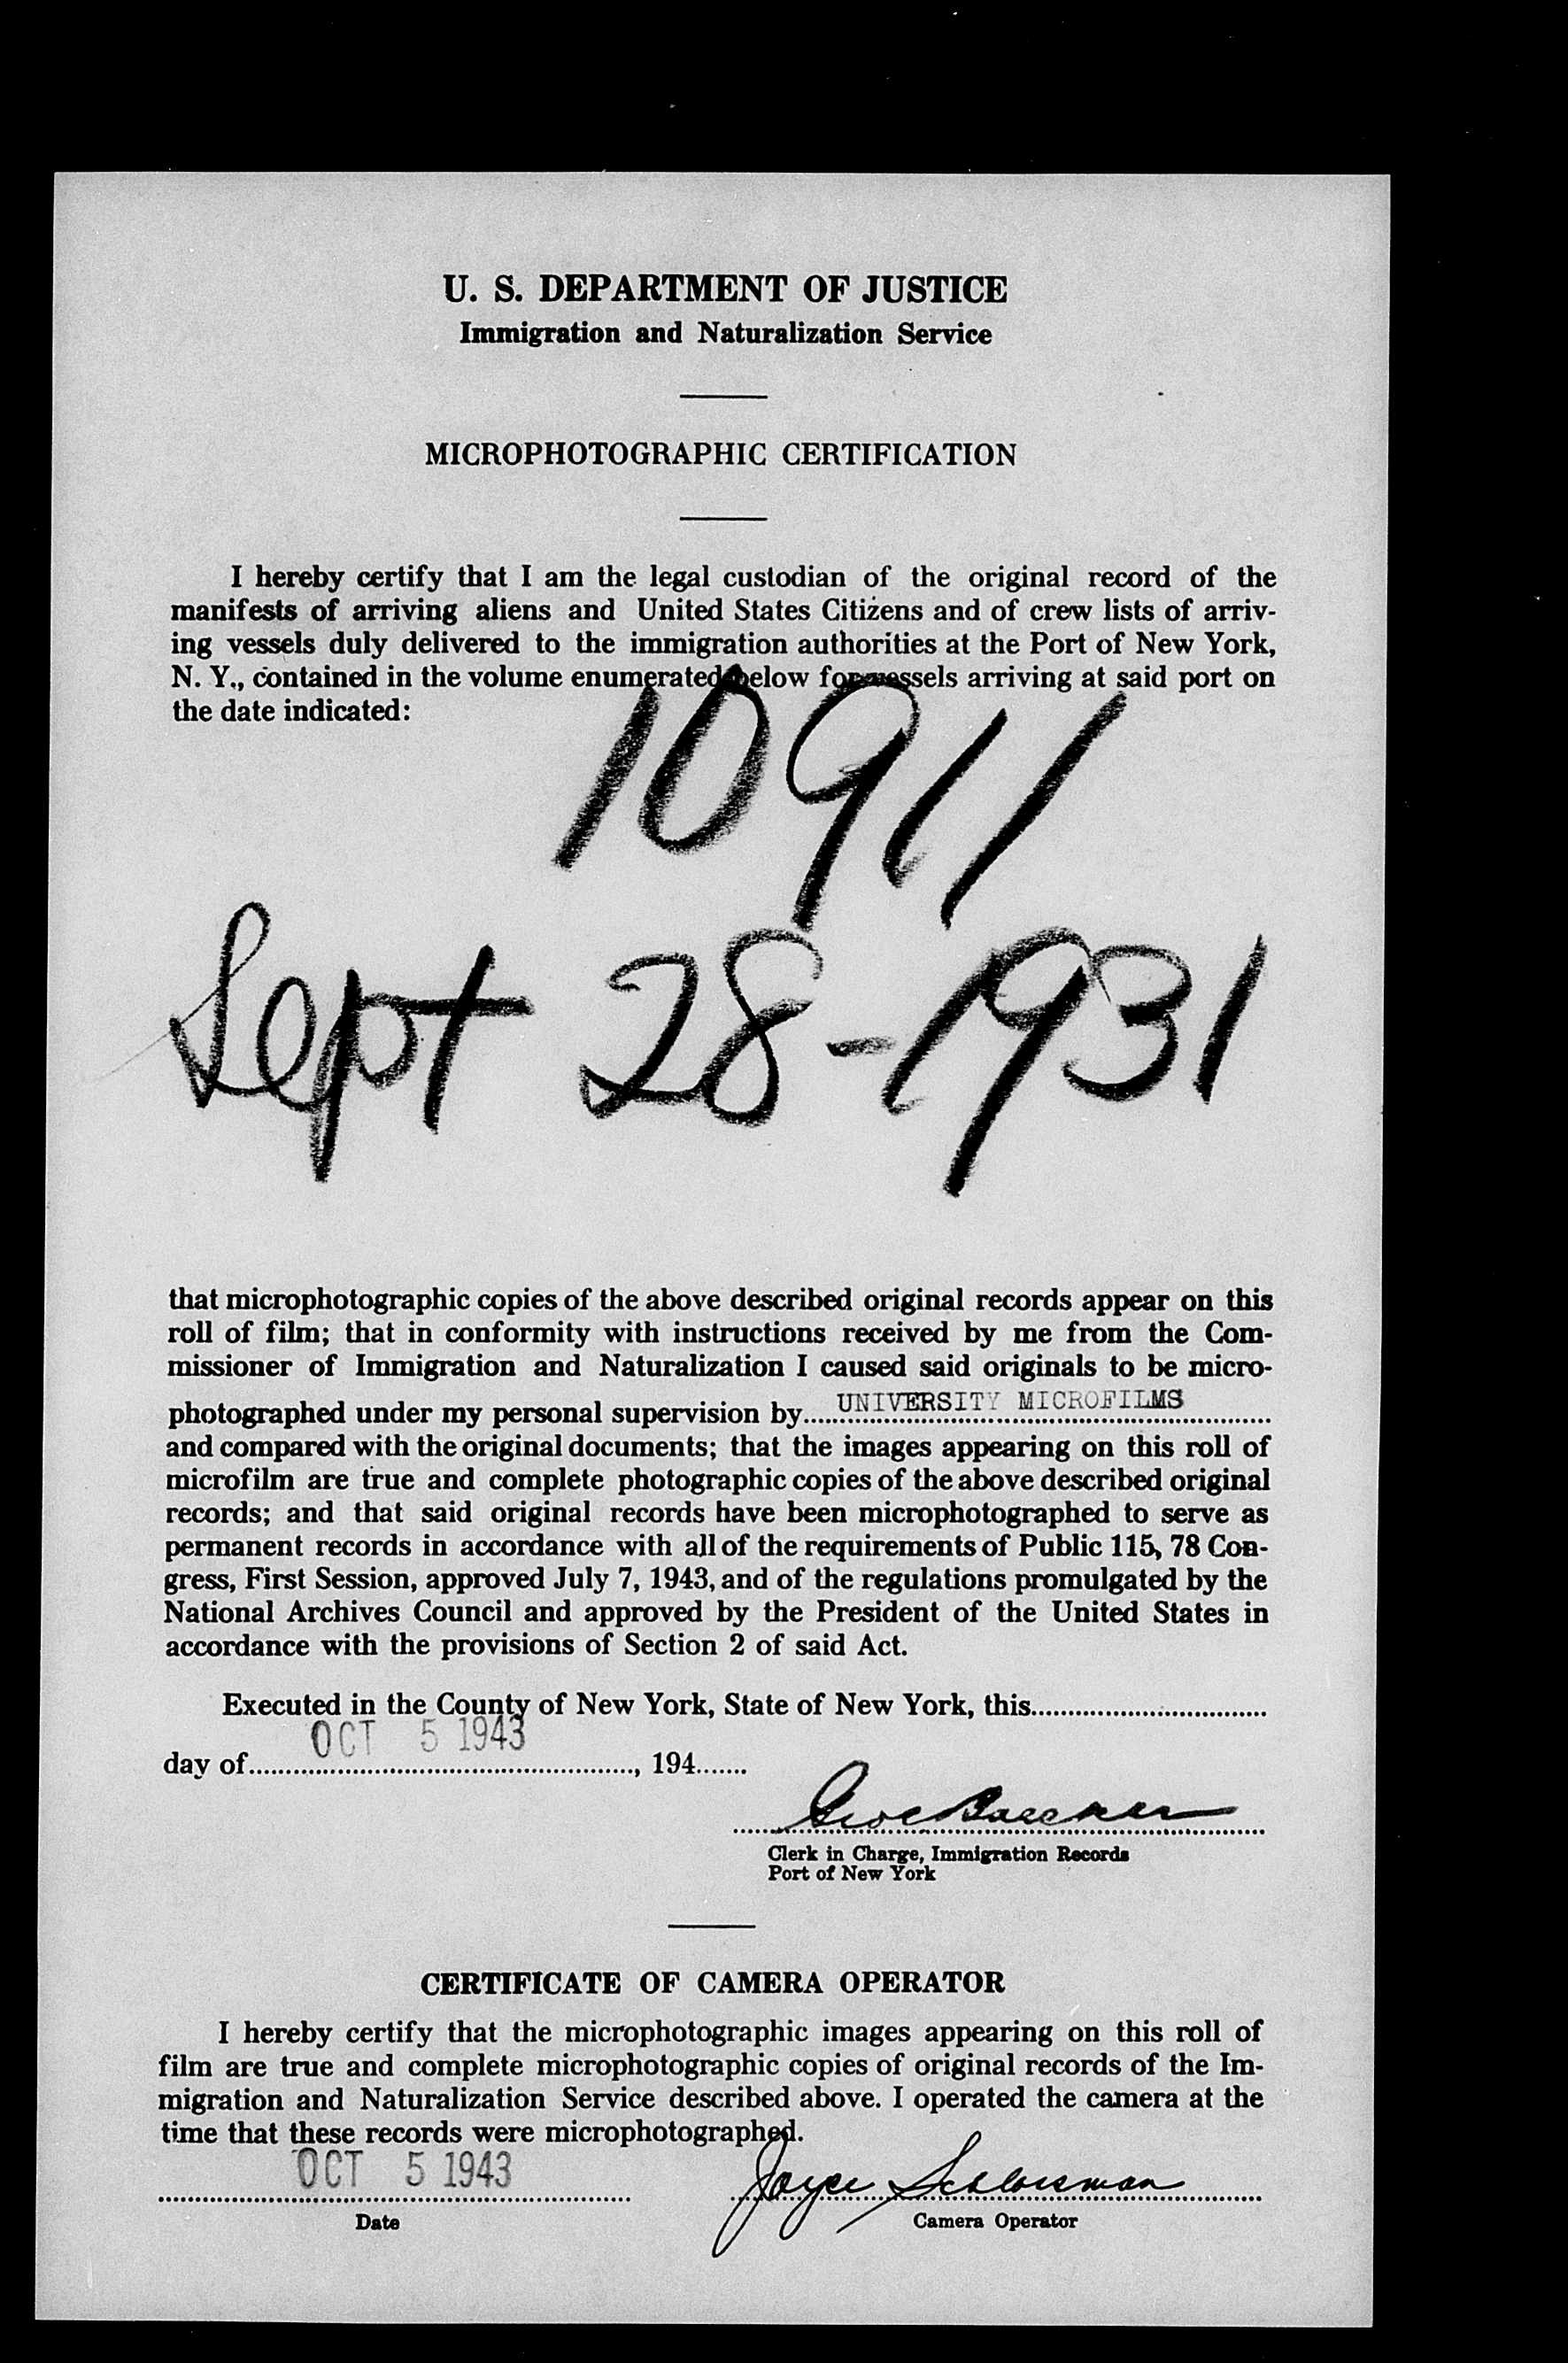 U. S. DEPARTMENT OF JUSTICE
Immigration and Naturalization Service
MICROPHOTOGRAPHIC CERTIFICATION
I hereby certify that I am the legal custodian of the original record of the
manifests of arriving aliens and United States Citizens and of crew lists of arriv-
ing vessels duly delivered to the immigration authorities at the Port of New York,
N. Y., contained in the volume enumerated below for vessels arriving at said port on
the date indicated:
10911
Sept 28-1931
that microphotographic copies of the above described original records appear on this
roll of film; that in conformity with instructions received by me from the Com-
missioner of Immigration and Naturalization I caused said originals to be micro-
photographed under my personal supervision by UNIVERSITY MICROFILMS
and compared with the original documents; that the images appearing on this roll of
microfilm are true and complete photographic copies of the above described original
records; and that said original records have been microphotographed to serve as
permanent records in accordance with all of the requirements of Public 115, 78 Con-
gress, First Session, approved July 7, 1943, and of the regulations promulgated by the
National Archives Council and approved by the President of the United States in
accordance with the provisions of Section 2 of said Act.
Executed in the County of New York, State of New York, this
OCT 5 1943
day of , 194
Clerk in Charge, Immigration Records
Port of New York
CERTIFICATE OF CAMERA OPERATOR
I hereby certify that the microphotographic images appearing on this roll of
film are true and complete microphotographic copies of original records of the Im-
migration and Naturalization Service described above. I operated the camera at the
time that these records were microphotographed.
OCT 5 1943 Joyce
Date Camera Operator